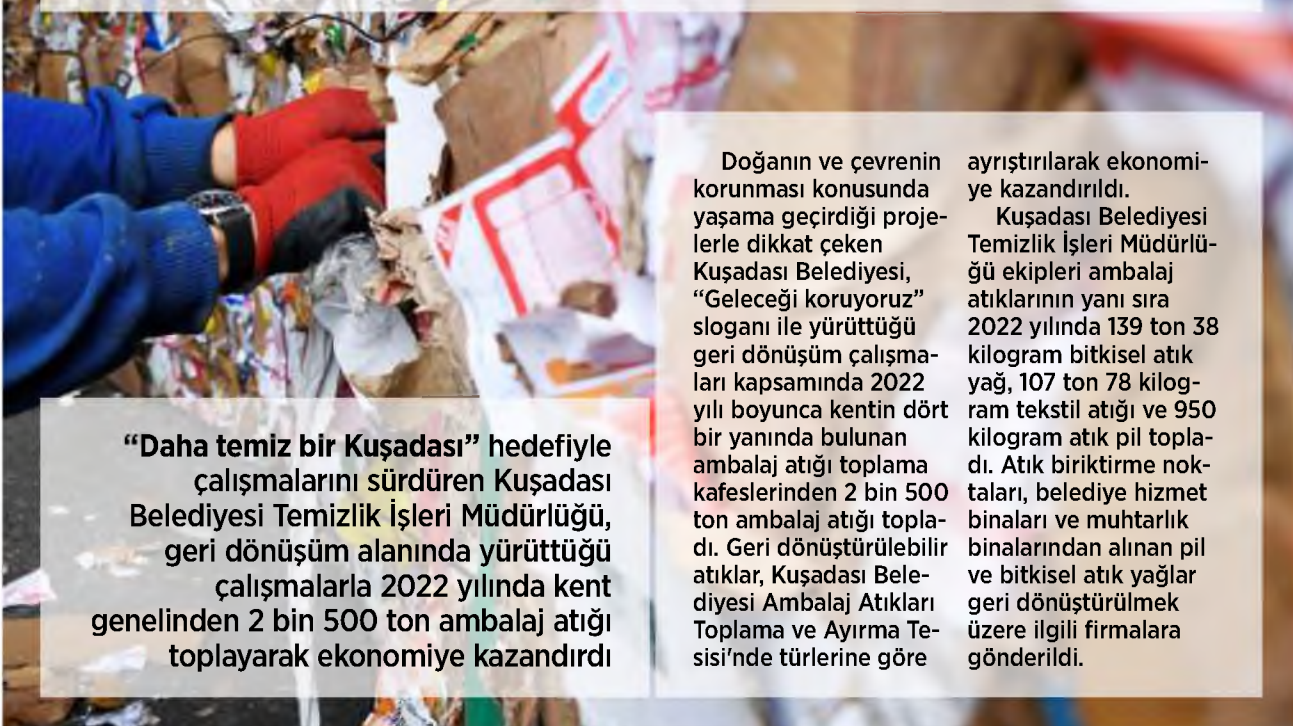 “Daha temiz bir Kuşadası” hedefiyle
çalışmalarını sürdüren Kuşadası
Belediyesi Temizlik İşleri Müdürlüğü,
geri dönüşüm alanında yürüttüğü
çalışmalarla 2022 yılında kent
genelinden 2 bin 500 ton ambalaj atığı
toplayarak ekonomiye kazandırdı
Doğanın ve çevrenin
korunması konusunda
yaşama geçirdiği proje-
lerle dikkat çeken
Kuşadası Belediyesi,
“Geleceği koruyoruz”
sloganı ile yürüttüğü
geri dönüşüm çalışma-
ları kapsamında 2022
yılı boyunca kentin dört
bir yanında bulunan
ambalaj atığı toplama
kafeslerinden 2 bin 500
ton ambalaj atığı topla-
dı. Geri dönüştürülebilir
atıklar, Kuşadası Bele-
diyesi Ambalaj Atıkları
Toplama ve Ayırma Te-
sisi'nde türlerine göre
ayrıştırılarak ekonomi-
ye kazandırıldı.
Kuşadası Belediyesi
Temizlik İşleri Müdürlü-
ğü ekipleri ambalaj
atıklarının yanı sıra
2022 yılında 139 ton 38
kilogram bitkisel atık
yağ, 107 ton 78 kilog-
ram tekstil atığı ve 950
kilogram atık pil topla-
dı. Atık biriktirme nok-
taları, belediye hizmet
binaları ve muhtarlık
binalarından alınan pil
ve bitkisel atık yağlar
geri dönüştürülmek
üzere ilgili firmalara
gönderildi.